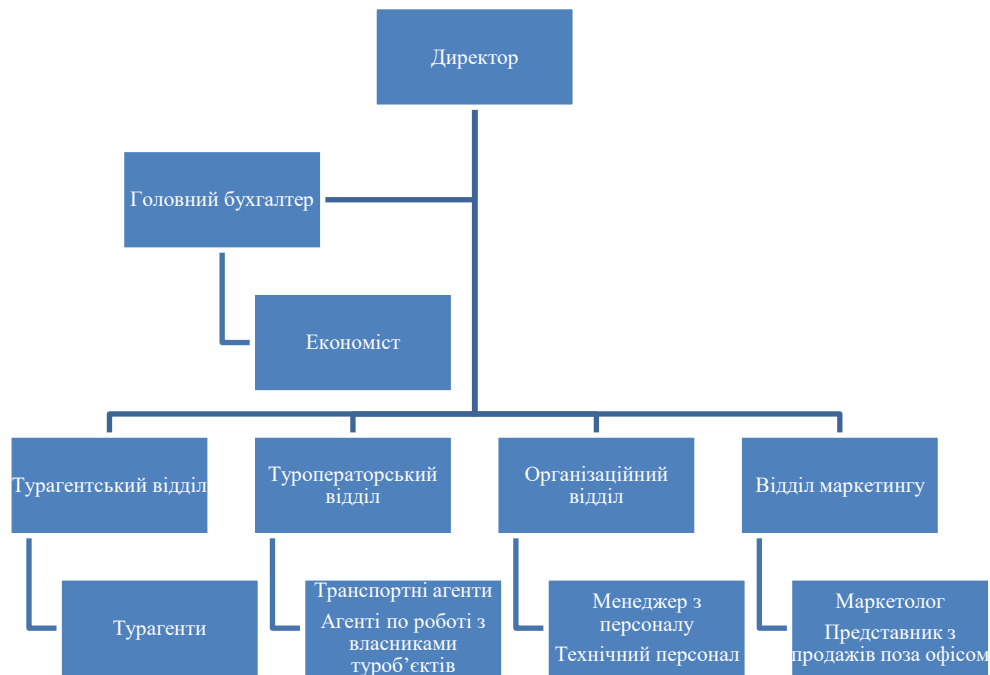 Директор
Головний бухгалтер
Економіст
Турагентський відділ
Туроператорський
відділ
Організаційний
відділ
Відділ маркетингу
Турагенти
Транспортні агенти
Агенті по роботі з
власниками
туроб’єктів
Менеджер з
персоналу
Технічний персонал
Маркетолог
Представник з
продажів поза офісом